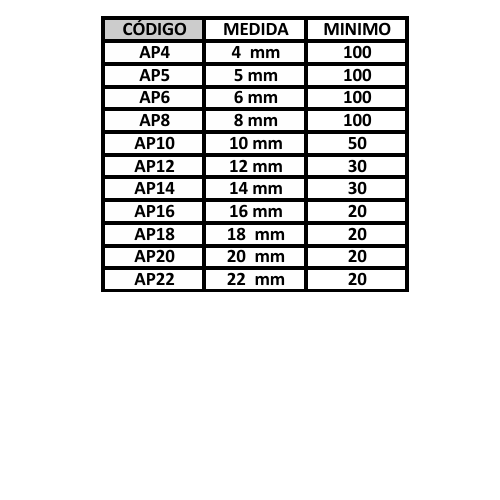 CÓDIGO MEDIDA MINIMO
AP4 4 mm 100
AP5 5 mm 100
AP6 6 mm 100
AP8 8 mm 100
AP10 10 mm 50
AP12 12 mm 30
AP14 14 mm 30
AP16 16 mm 20
AP18 18 mm 20
AP20 20 mm 20
AP22 22 mm 20